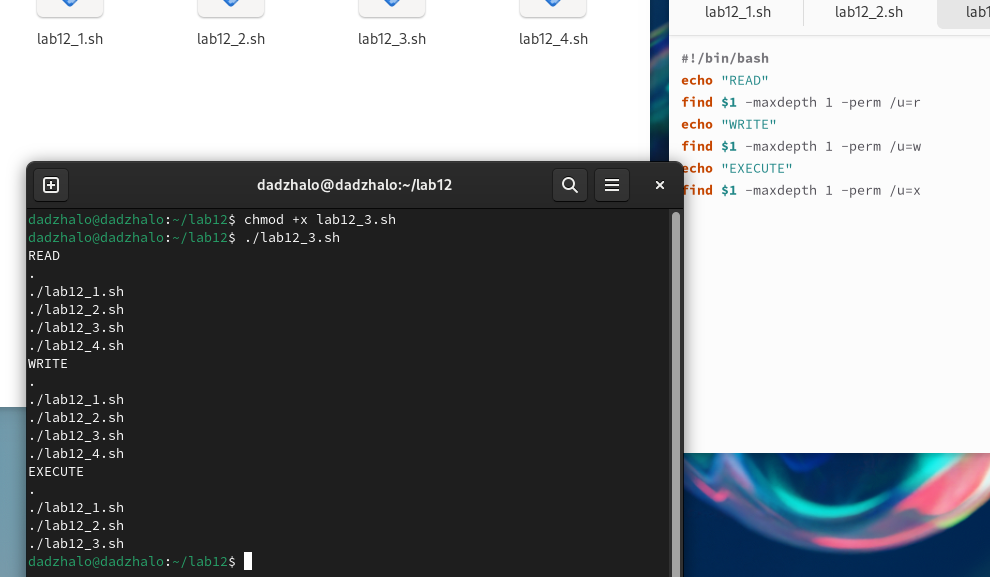 lab12_1.sh
lab12_2.sh
lab12_3.sh
lab12_4.sh
lab12_1.sh
lab12_2.sh
lab1
#!/bin/bash
echo "READ"
find $1 -maxdepth 1 -perm /u=r
echo "WRITE"
find $1 -maxdepth 1 -perm /u=w
echo "EXECUTE"
find $1 -maxdepth 1 -perm /u=x
dadzhalo@dadzhalo:~/lab12
dadzhalo@dadzhalo:~/lab12$ chmod +x lab12_3.sh
dadzhalo@dadzhalo:~/lab12$ ./lab12_3.sh
READ
.
./lab12_1.sh
./lab12_2.sh
./lab12_3.sh
./lab12_4.sh
WRITE
.
./lab12_1.sh
./lab12_2.sh
./lab12_3.sh
./lab12_4.sh
EXECUTE
.
./lab12_1.sh
./lab12_2.sh
./lab12_3.sh
dadzhalo@dadzhalo:~/lab12$